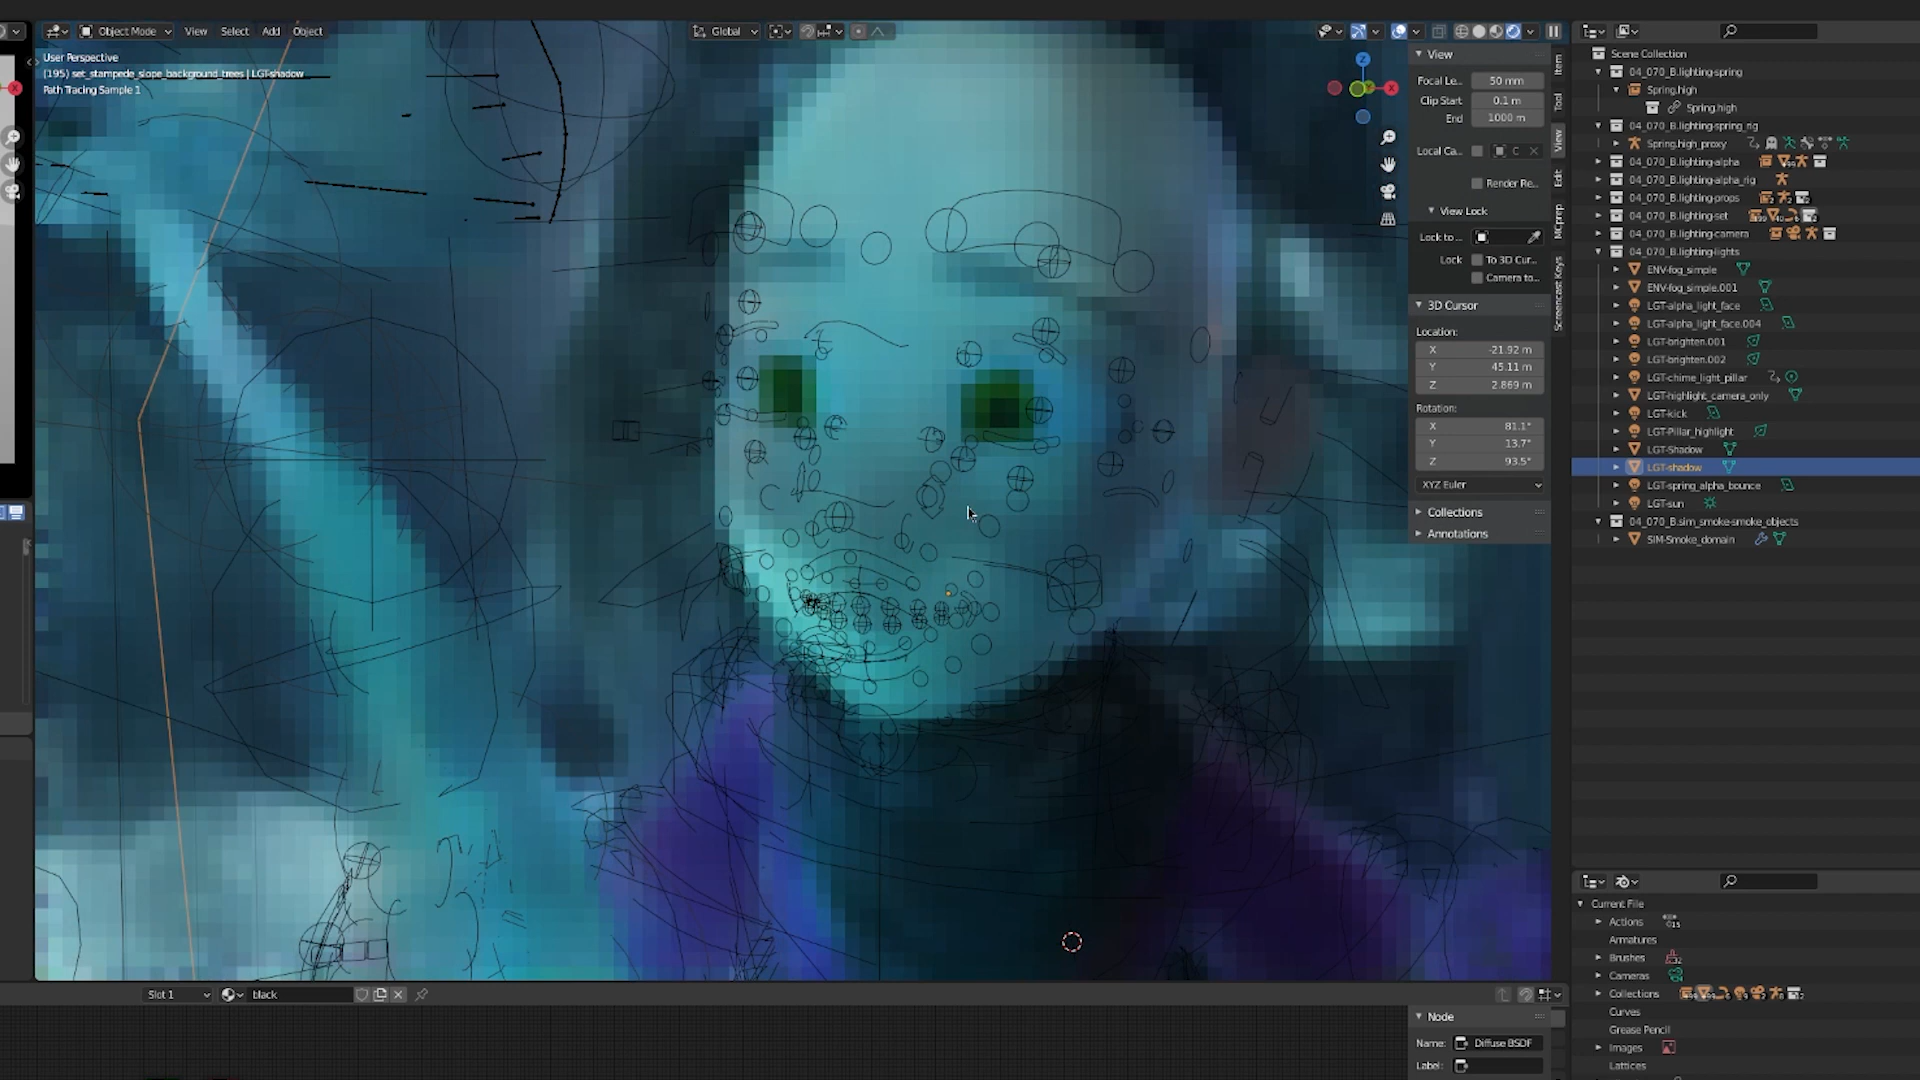 Object Mode
View
Select
Add
Object
Global
User Perspective
(195) set_stampede_slope_background_trees | LGT-shadow
Path Tracing Sample 1
View
Focal Le... 50 mm
Clip Start 0.1 m
End 1000 m
Local Ca... C
Render Re...
View Lock
Lock to ...
Lock To 3D Cur...
Camera to...
3D Cursor
Location:
X -21.92 m
Y 45.11 m
Z 2.869 m
Rotation:
X 81.1°
Y 13.7°
Z 93.5°
XYZ Euler
Collections
Annotations
Item
Tool
View
Edit
MCprep
Screencast Keys
Z
X
Scene Collection
04_070_B.lighting-spring
Spring.high
Spring.high
04_070_B.lighting-spring_rig
Spring.high_proxy
04_070_B.lighting-alpha
04_070_B.lighting-alpha_rig
04_070_B.lighting-props
04_070_B.lighting-set
04_070_B.lighting-camera
04_070_B.lighting-lights
ENV-fog_simple
ENV-fog_simple.001
LGT-alpha_light_face
LGT-alpha_light_face.004
LGT-brighten.001
LGT-brighten.002
LGT-chime_light_pillar
LGT-highlight_camera_only
LGT-kick
LGT-Pillar_highlight
LGT-Shadow
LGT-shadow
LGT-spring_alpha_bounce
LGT-sun
04_070_B.sim_smoke-smoke_objects
SIM-Smoke_domain
Current File
Actions 15
Armatures
Brushes
Cameras
Collections
Curves
Grease Pencil
Images
Lattices
Slot 1
black
Node
Name: Diffuse BSDF
Label: